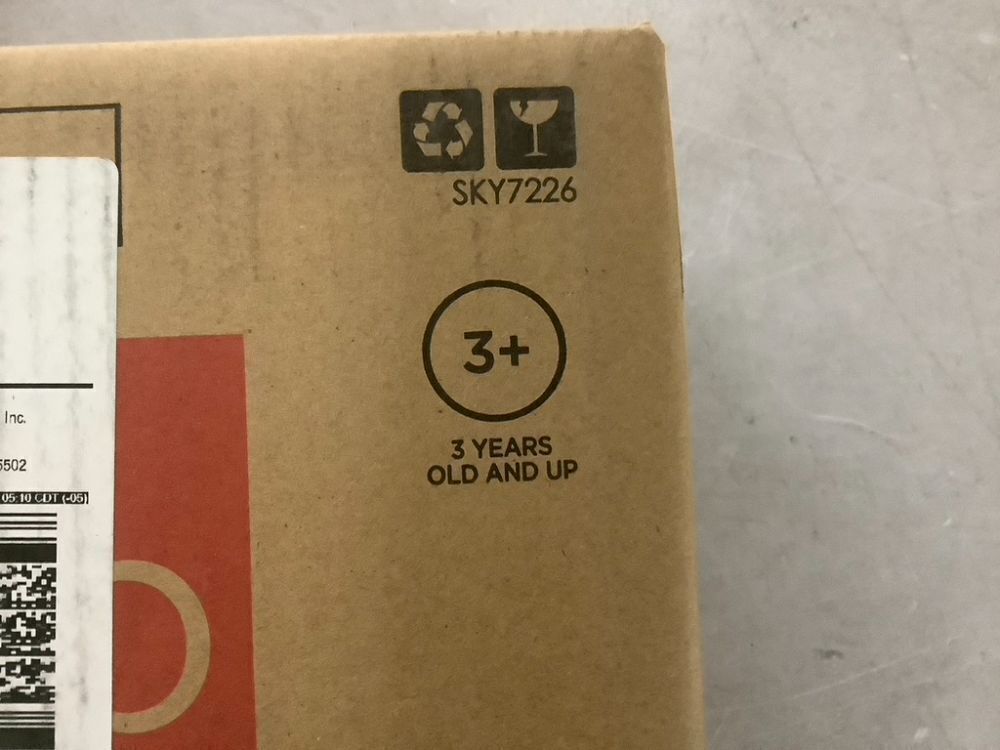 SKY7226
3+
3 YEARS
OLD AND UP
Inc.
5502
05:10 CDT (-05)